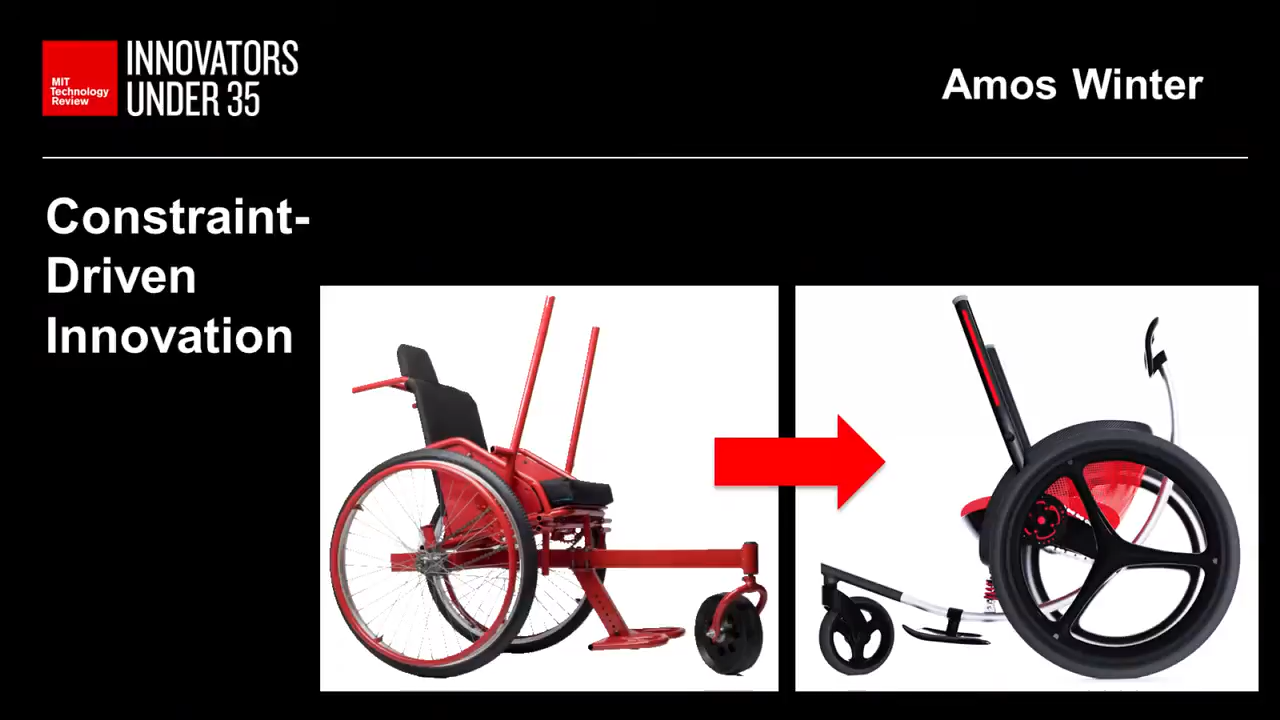 MIT
Technology
Review
INNOVATORS
UNDER 35
Amos Winter
Constraint-
Driven
Innovation